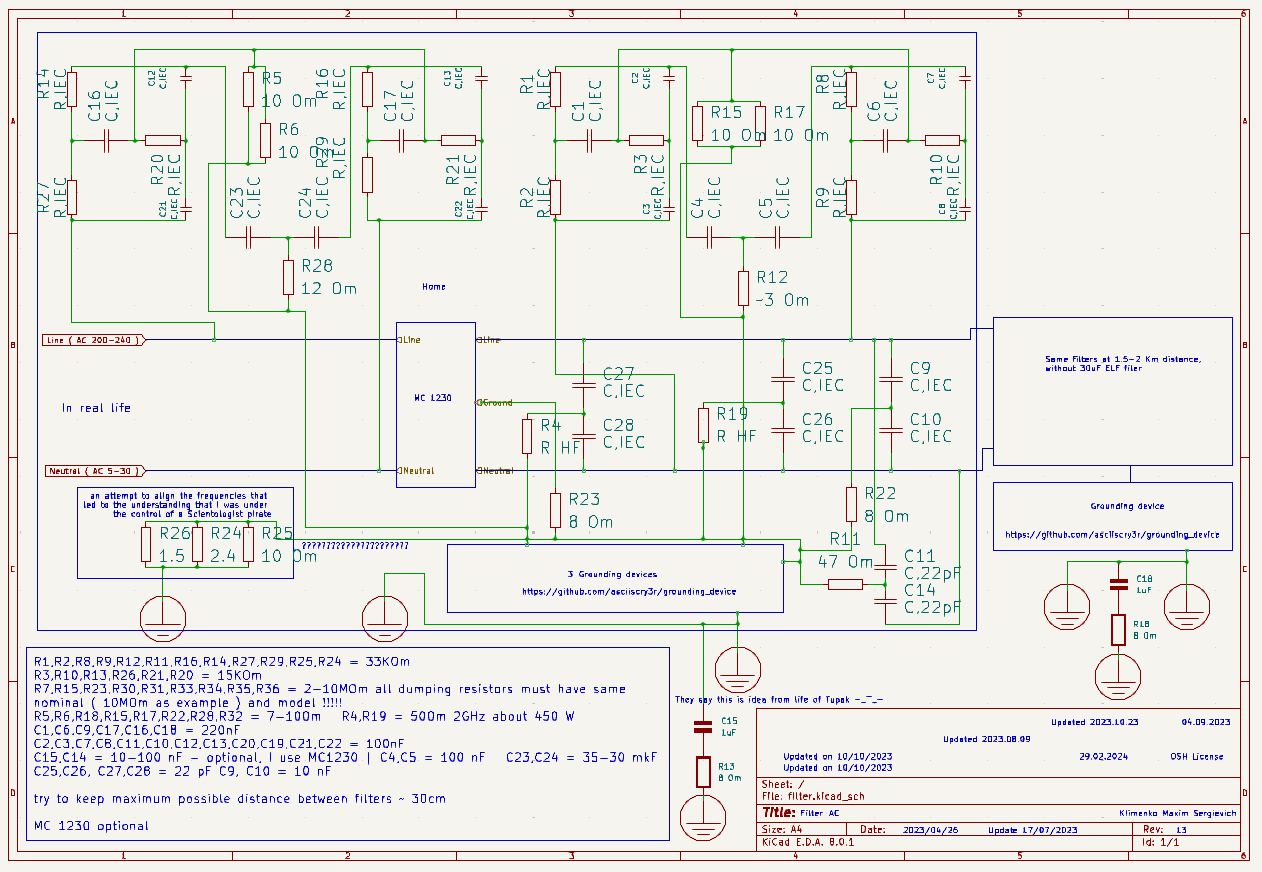 1 2 3 4 5 6
A
B
C
D
R14
R,IEC
C16
C,IEC
C12
C,IEC
R20
R,IEC
R27
R,IEC
C21
C,IEC
R5
10 Om
R6
10 Om
R16
R,IEC
R29
R,IEC
C17
C,IEC
C13
C,IEC
R21
R,IEC
C22
C,IEC
C23
C,IEC
C24
C,IEC
R28
12 Om
R1
R,IEC
C1
C,IEC
C2
C,IEC
R3
R,IEC
R2
R,IEC
C3
C,IEC
R15
10 Om
R17
10 Om
C4
C,IEC
C5
C,IEC
R12
~3 Om
R8
R,IEC
C6
C,IEC
C7
C,IEC
R10
R,IEC
R9
R,IEC
C8
C,IEC
Home
Line ( AC 200-240 )
Line
Line
MC 1230
Ground
Neutral
Neutral
In real life
Neutral ( AC 5-30 )
C27
C,IEC
C28
C,IEC
R4
R HF
R19
R HF
C25
C,IEC
C26
C,IEC
C9
C,IEC
C10
C,IEC
Same Filters at 1.5-2 Km distance,
without 30uF ELF filer
R23
8 Om
R22
8 Om
R11
47 Om
C11
C,22pF
C14
C,22pF
an attempt to align the frequencies that
led to the understanding that I was under
the control of a Scientologist pirate
R26
1.5
R24
2.4
R25
10 Om
3 Grounding devices
https://github.com/asciiscry3r/grounding_device
Grounding device
https://github.com/asciiscry3r/grounding_device
C18
1uF
R18
8 Om
R1,R2,R8,R9,R12,R11,R16,R14,R27,R29,R25,R24 = 33KOm
R3,R10,R13,R26,R21,R20 = 15KOm
R7,R15,R23,R30,R31,R33,R34,R35,R36 = 2-10MOm all dumping resistors must have same
nominal ( 10MOm as example ) and model !!!!!
R5,R6,R18,R15,R17,R22,R28,R32 = 7-10Om R4,R19 = 50Om 2GHz about 450 W
C1,C6,C9,C17,C16,C18 = 220nF
C2,C3,C7,C8,C11,C10,C12,C13,C20,C19,C21,C22 = 100nF
C15,C14 = 10-100 nF - optional, I use MC1230 | C4,C5 = 100 nF C23,C24 = 35-30 mkF
C25,C26, C27,C28 = 22 pF C9, C10 = 10 nF
try to keep maximum possible distance between filters ~ 30cm
MC 1230 optional
They say this is idea from life of Tupak -_T_-
C15
1uF
R13
8 Om
Updated 2023.10.23 04.09.2023
Updated 2023.08.09
Updated on 10/10/2023 29.02.2024 OSH License
Updated on 10/10/2023
Sheet: /
File: filter.kicad_sch
Title: Filter AC Klimenko Maxim Sergievich
Size: A4 Date: 2023/04/26 Update 17/07/2023 Rev: 13
KiCad E.D.A. 8.0.1 Id: 1/1
1 2 3 4 5 6